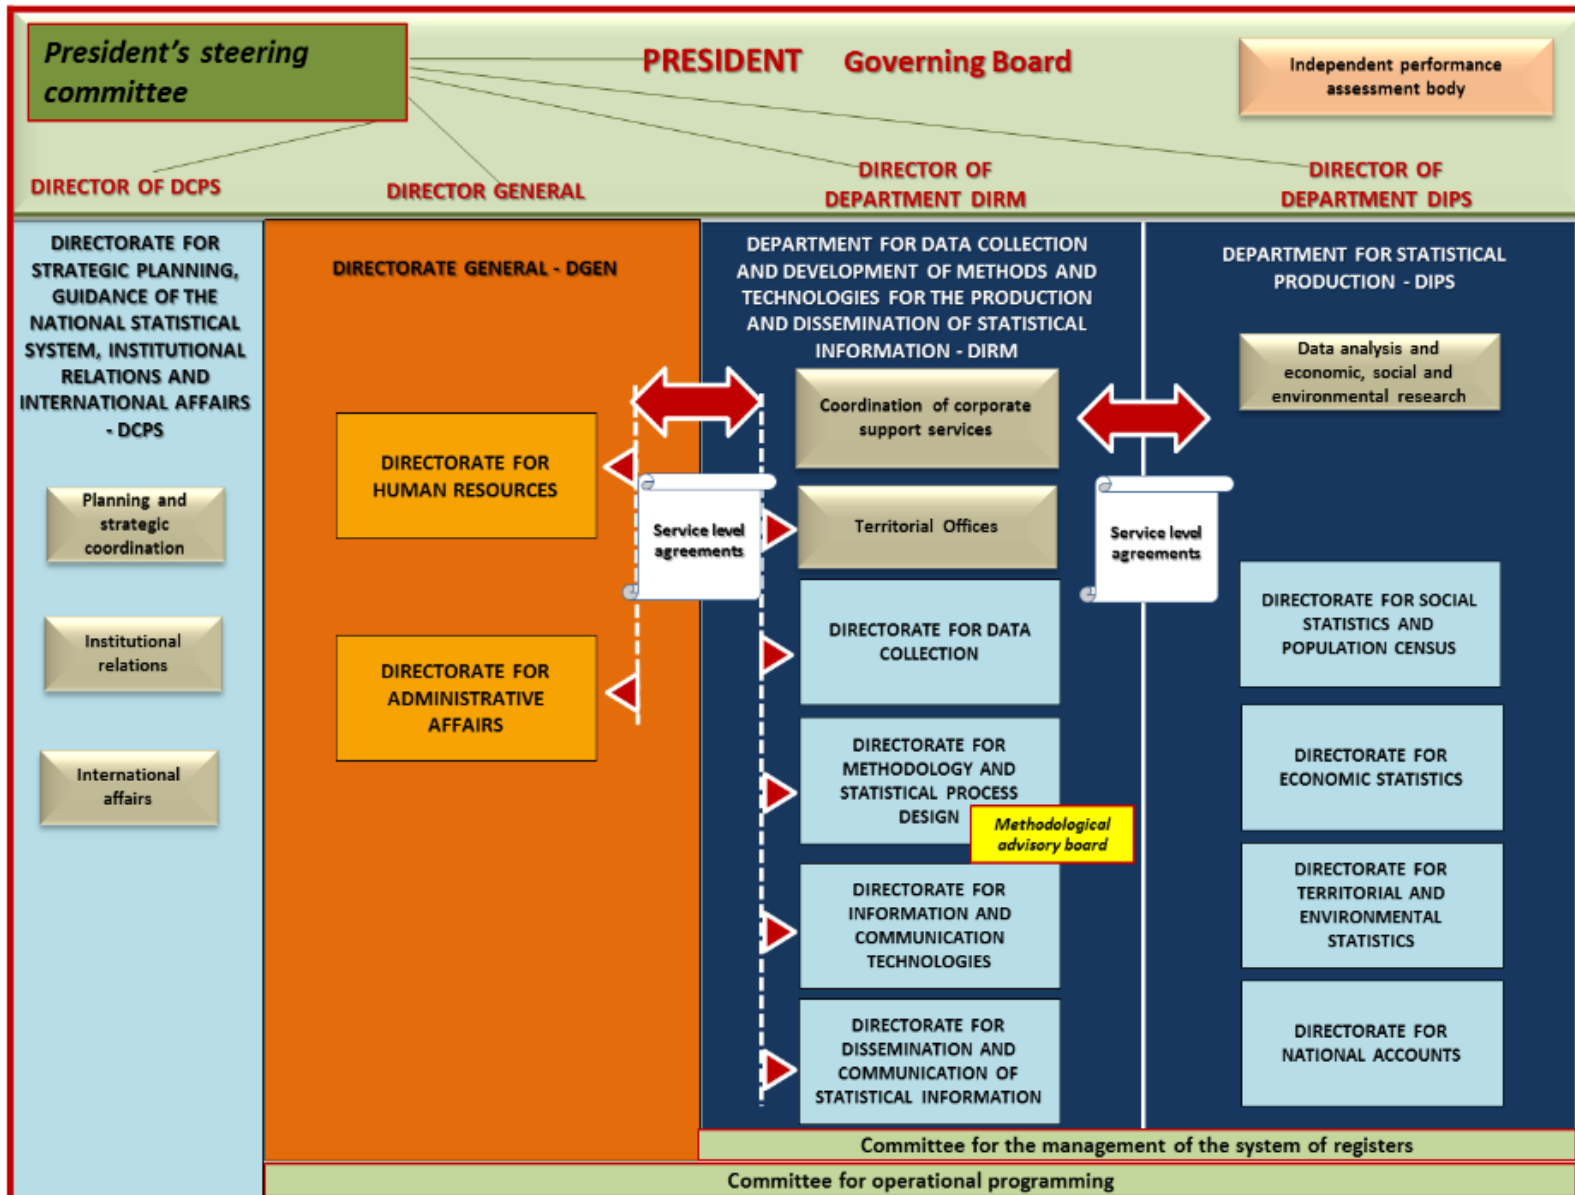 President's steering
committee
PRESIDENT Governing Board
Independent performance
assessment body
DIRECTOR OF DCPS
DIRECTOR GENERAL
DIRECTOR OF
DEPARTMENT DIRM
DIRECTOR OF
DEPARTMENT DIPS
DIRECTORATE FOR
STRATEGIC PLANNING,
GUIDANCE OF THE
NATIONAL STATISTICAL
SYSTEM, INSTITUTIONAL
RELATIONS AND
INTERNATIONAL AFFAIRS
- DCPS
Planning and
strategic
coordination
Institutional
relations
International
affairs
DIRECTORATE GENERAL - DGEN
DIRECTORATE FOR
HUMAN RESOURCES
DIRECTORATE FOR
ADMINISTRATIVE
AFFAIRS
Service level
agreements
DEPARTMENT FOR DATA COLLECTION
AND DEVELOPMENT OF METHODS AND
TECHNOLOGIES FOR THE PRODUCTION
AND DISSEMINATION OF STATISTICAL
INFORMATION - DIRM
Coordination of corporate
support services
Territorial Offices
DIRECTORATE FOR DATA
COLLECTION
DIRECTORATE FOR
METHODOLOGY AND
STATISTICAL PROCESS
DESIGN
Methodological
advisory board
DIRECTORATE FOR
INFORMATION AND
COMMUNICATION
TECHNOLOGIES
DIRECTORATE FOR
DISSEMINATION AND
COMMUNICATION OF
STATISTICAL INFORMATION
Service level
agreements
DEPARTMENT FOR STATISTICAL
PRODUCTION - DIPS
Data analysis and
economic, social and
environmental research
DIRECTORATE FOR SOCIAL
STATISTICS AND
POPULATION CENSUS
DIRECTORATE FOR
ECONOMIC STATISTICS
DIRECTORATE FOR
TERRITORIAL AND
ENVIRONMENTAL
STATISTICS
DIRECTORATE FOR
NATIONAL ACCOUNTS
Committee for the management of the system of registers
Committee for operational programming